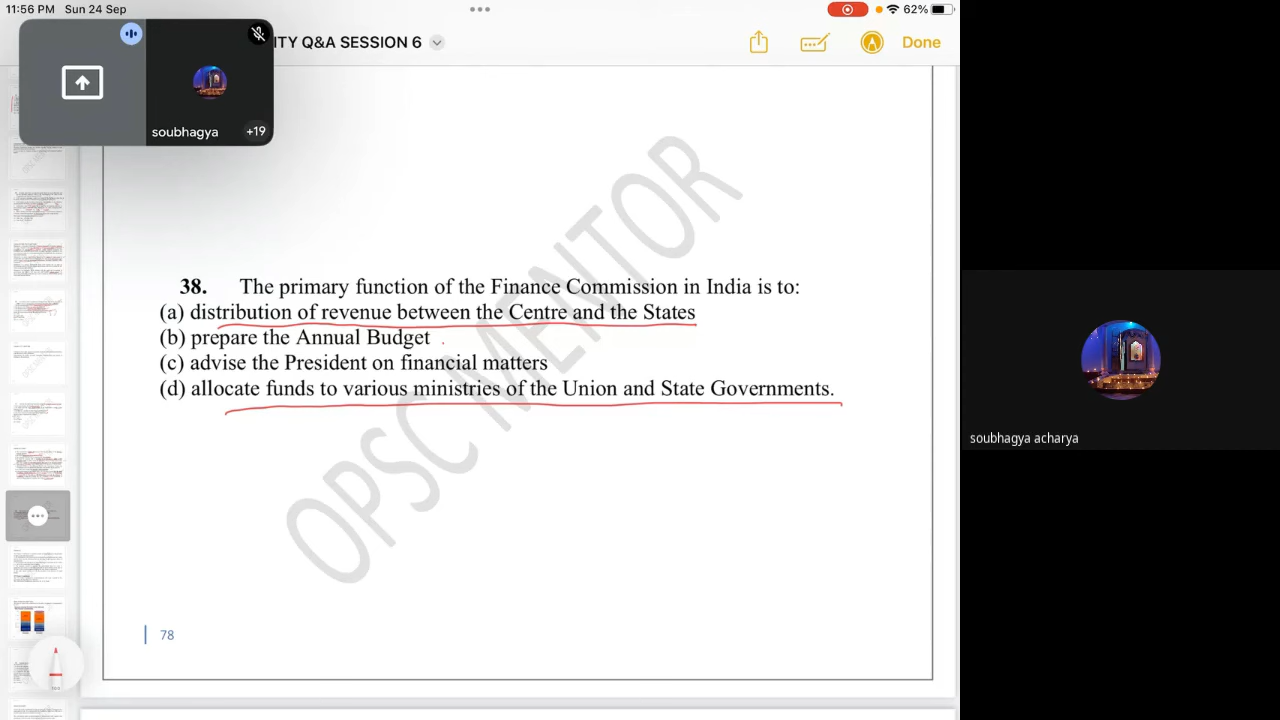 11:56 PM Sun 24 Sep
62%
ITY Q&A SESSION 6
Done
soubhagya
+19
38. The primary function of the Finance Commission in India is to:
(a) distribution of revenue between the Centre and the States
(b) prepare the Annual Budget
(c) advise the President on financial matters
(d) allocate funds to various ministries of the Union and State Governments.
OPSC MENTOR
78
soubhagya acharya